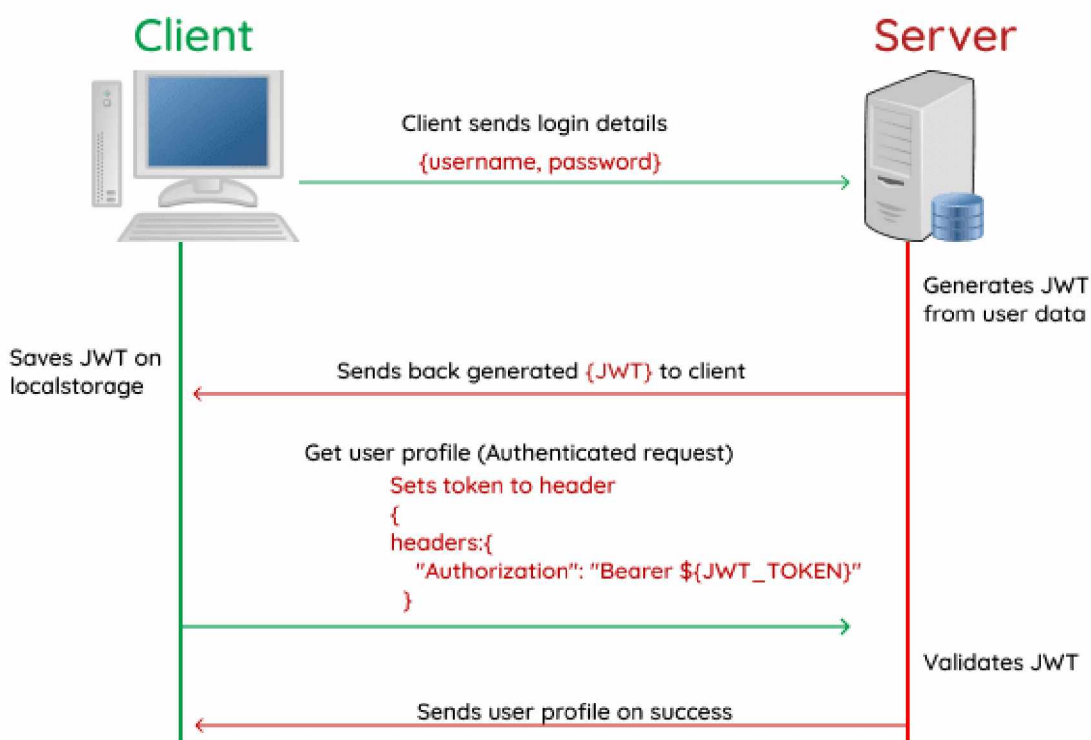 Client
Server
Client sends login details
{username, password}
Generates JWT
from user data
Saves JWT on
localstorage
Sends back generated {JWT} to client
Get user profile (Authenticated request)
Sets token to header
{
headers:{
"Authorization": "Bearer ${JWT_TOKEN}"
}
Validates JWT
Sends user profile on success